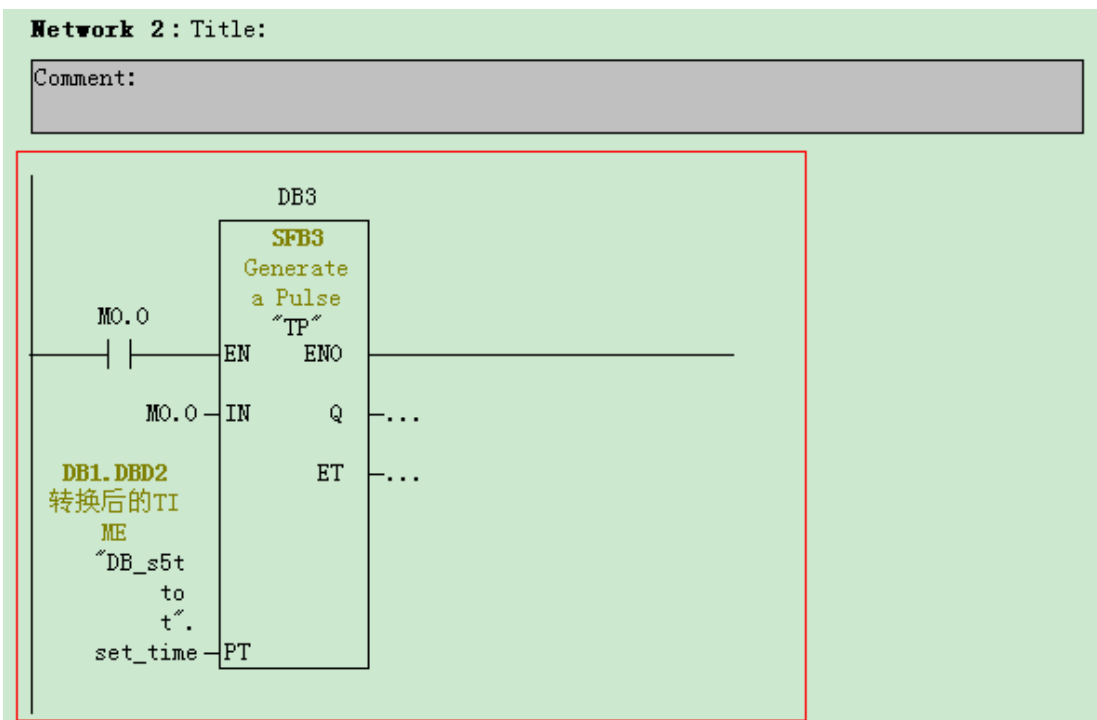 Network 2: Title:
Comment:
DB3
SFB3
Generate
a Pulse
"TP"
M0.0
EN ENO
M0.0 IN Q ...
DB1.DBD2
转换后的TI
ME
"DB_s5t
to
t".
set_time PT
ET ...